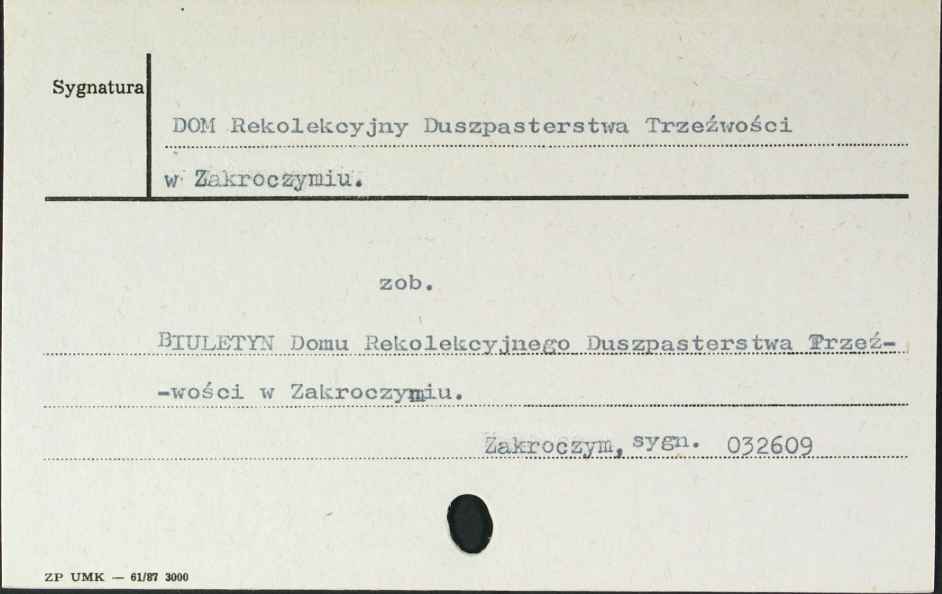 Sygnatura
DOM Rekolekcyjny Duszpasterstwa Trzeźwości
w Zakroczymiu.
zob.
BIULETYN Domu Rekolekcyjnego Duszpasterstwa Trzeź-
-wości w Zakroczymiu.
Zakroczym, sygn. 032609
ZP UMK — 61/87 3000